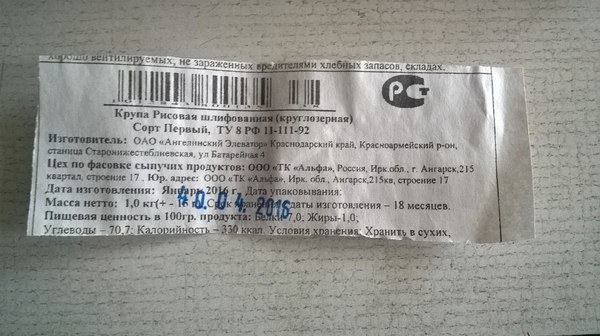 хорошо вентилируемых, не зараженных вредителями хлебных запасов, складах.
Крупа Рисовая шлифованная (круглозерная)
Сорт Первый, ТУ 8 РФ 11-111-92
Изготовитель: ОАО «Ангелинский Элеватор» Краснодарский край, Красноармейский р-он,
станица Старонижестеблиевская, ул Батарейная 4
Цех по фасовке сыпучих продуктов: ООО «ТК «Альфа», Россия, Ирк.обл., г. Ангарск,215
квартал, строение 17 . Юр. адрес: ООО «ТК «Альфа», Ирк. обл., Ангарск,215кв, строение 17
Дата изготовления: Январь 2016 г. Дата упаковывания:
Масса нетто: 1,0 кг(+ - даты изготовления – 18 месяцев.
04. 2016
Пищевая ценность в 100гр. продукта: Белки-7,0; Жиры-1,0;
Углеводы – 70,7; Калорийность – 330 ккал. Условия хранения: Хранить в сухих,